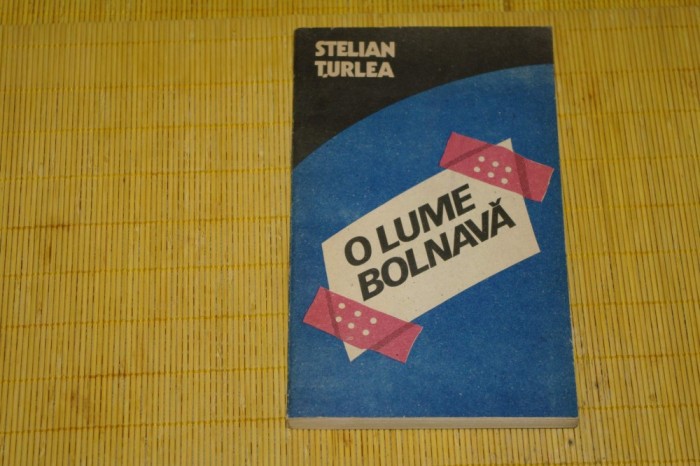 STELIAN
ȚURLEA
O LUME
BOLNAVĂ